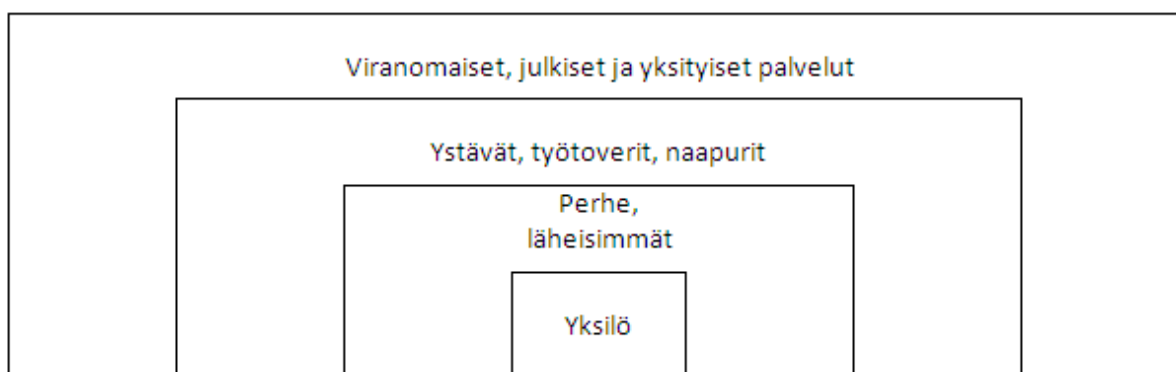 Viranomaiset, julkiset ja yksityiset palvelut
Ystävät, työtoverit, naapurit
Perhe,
läheisimmät
Yksilö